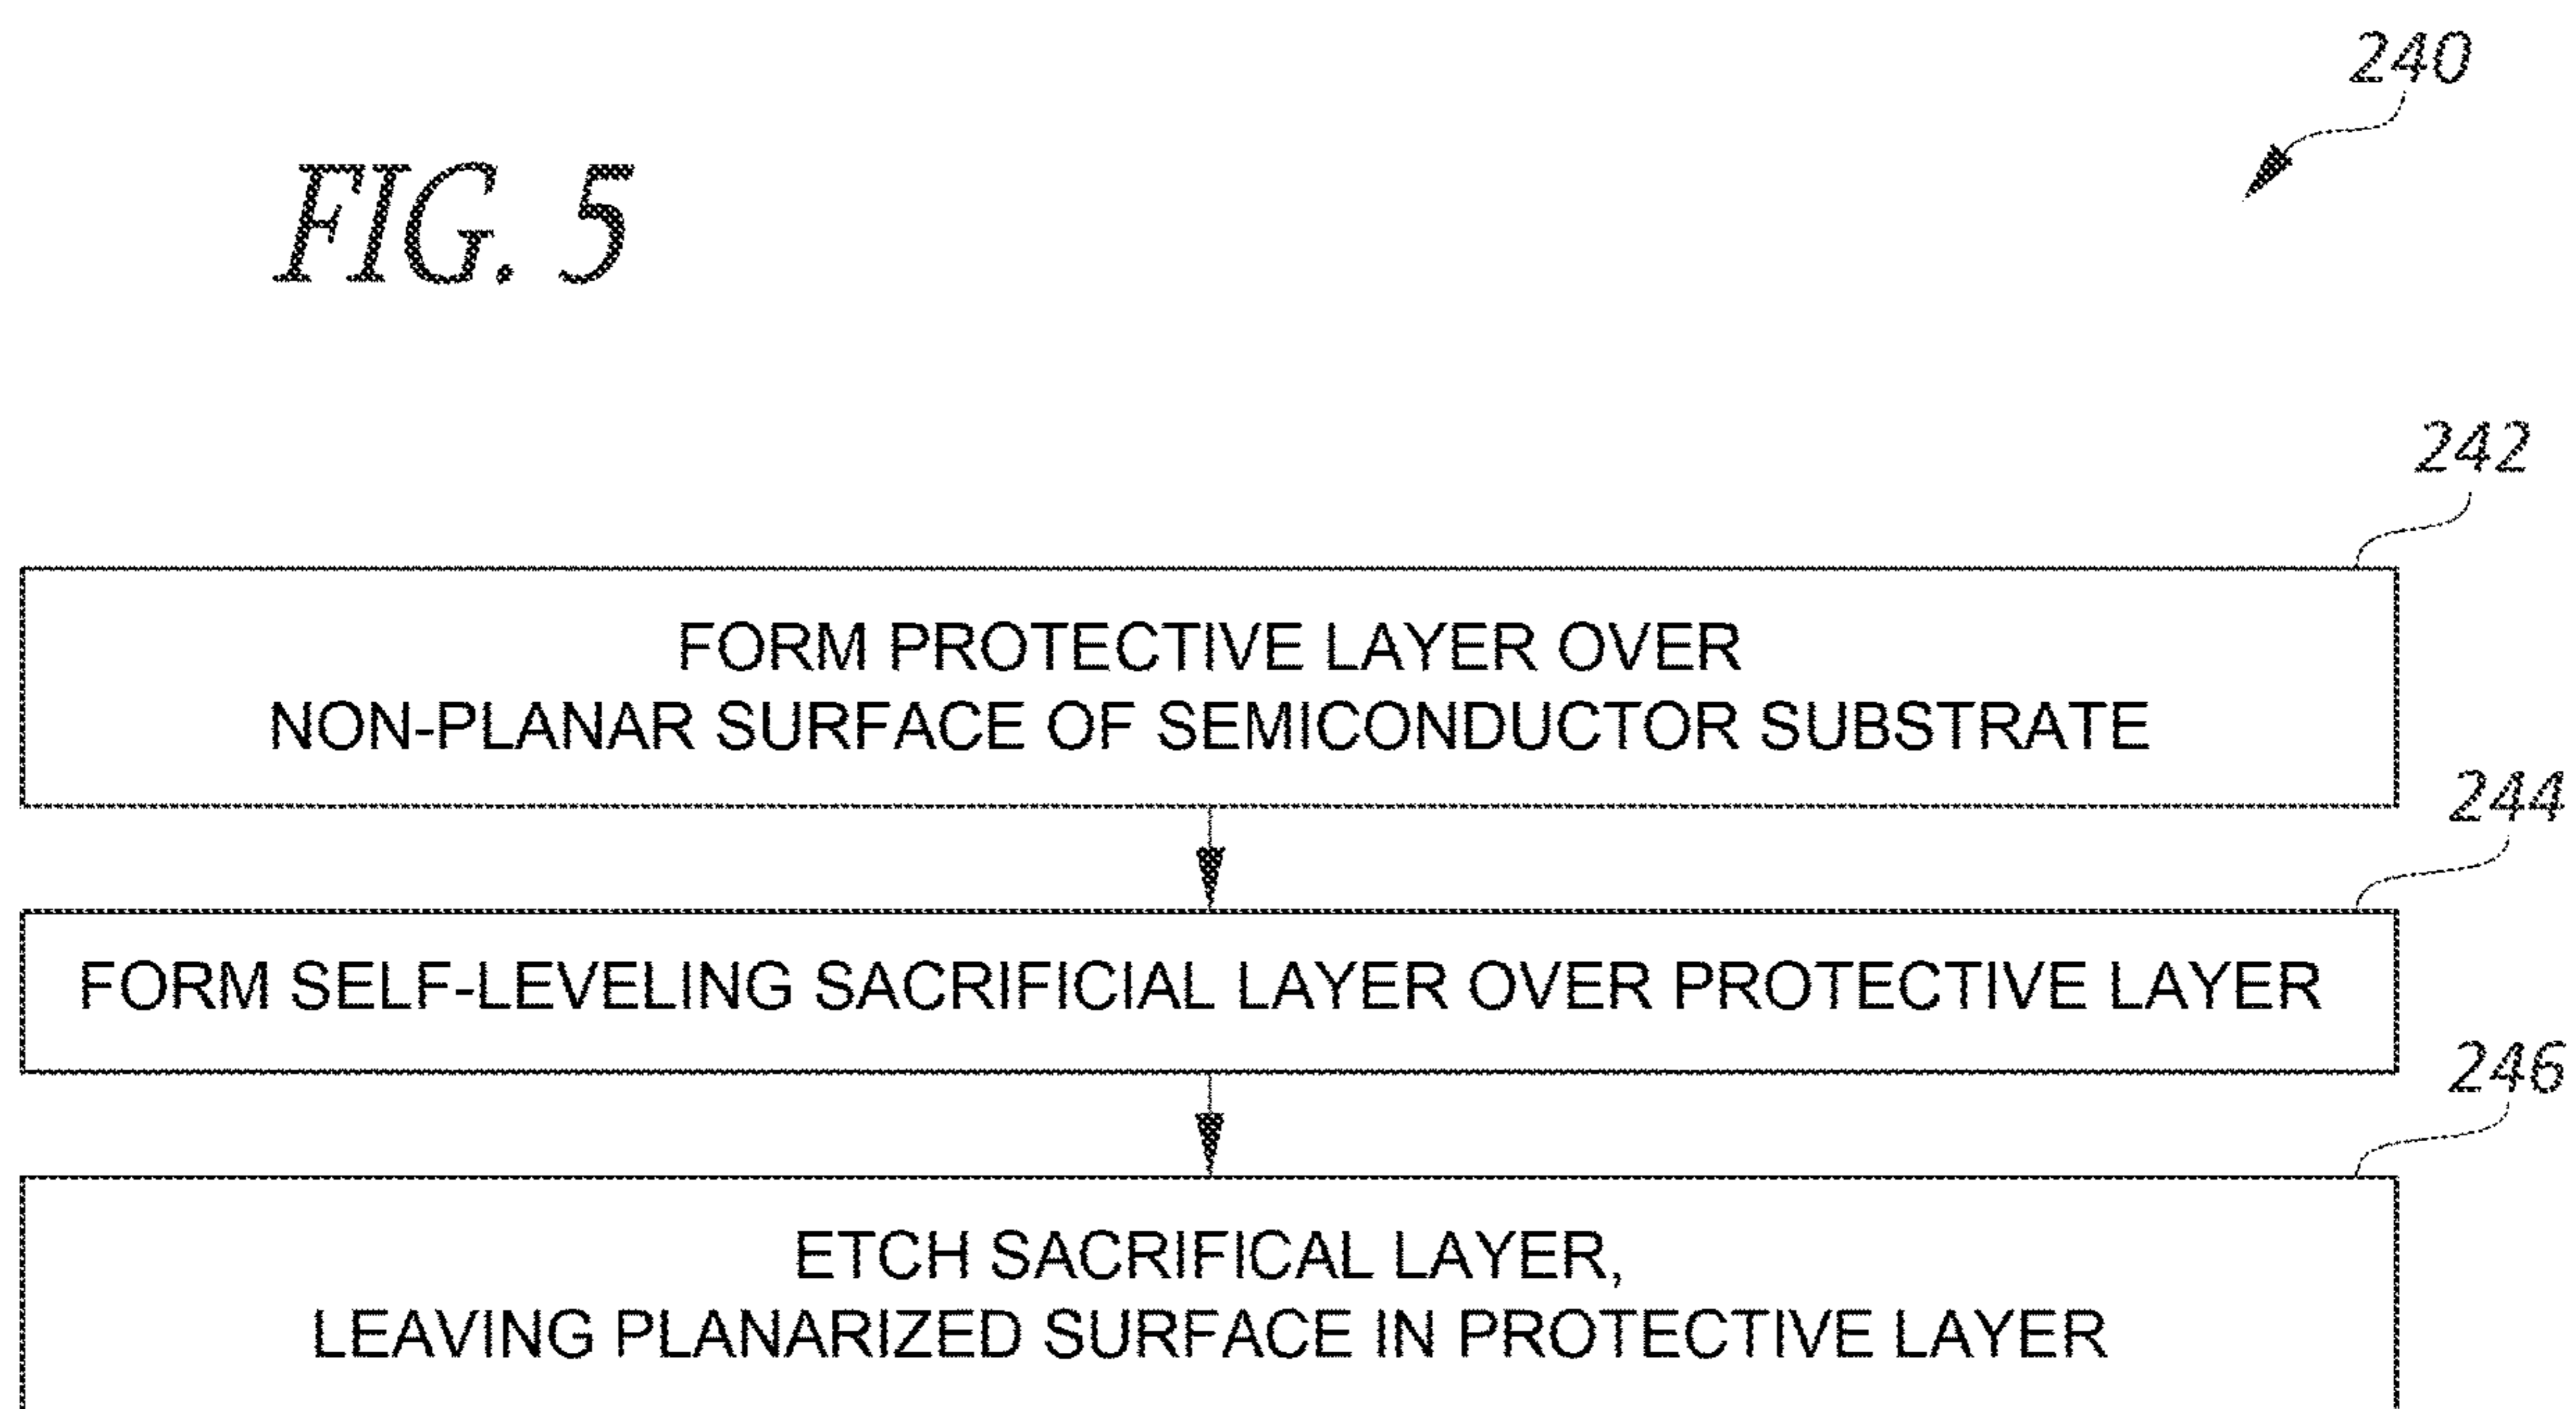 240
FIG. 5
242
FORM PROTECTIVE LAYER OVER
NON-PLANAR SURFACE OF SEMICONDUCTOR SUBSTRATE
244
FORM SELF-LEVELING SACRIFICIAL LAYER OVER PROTECTIVE LAYER
246
ETCH SACRIFICAL LAYER,
LEAVING PLANARIZED SURFACE IN PROTECTIVE LAYER